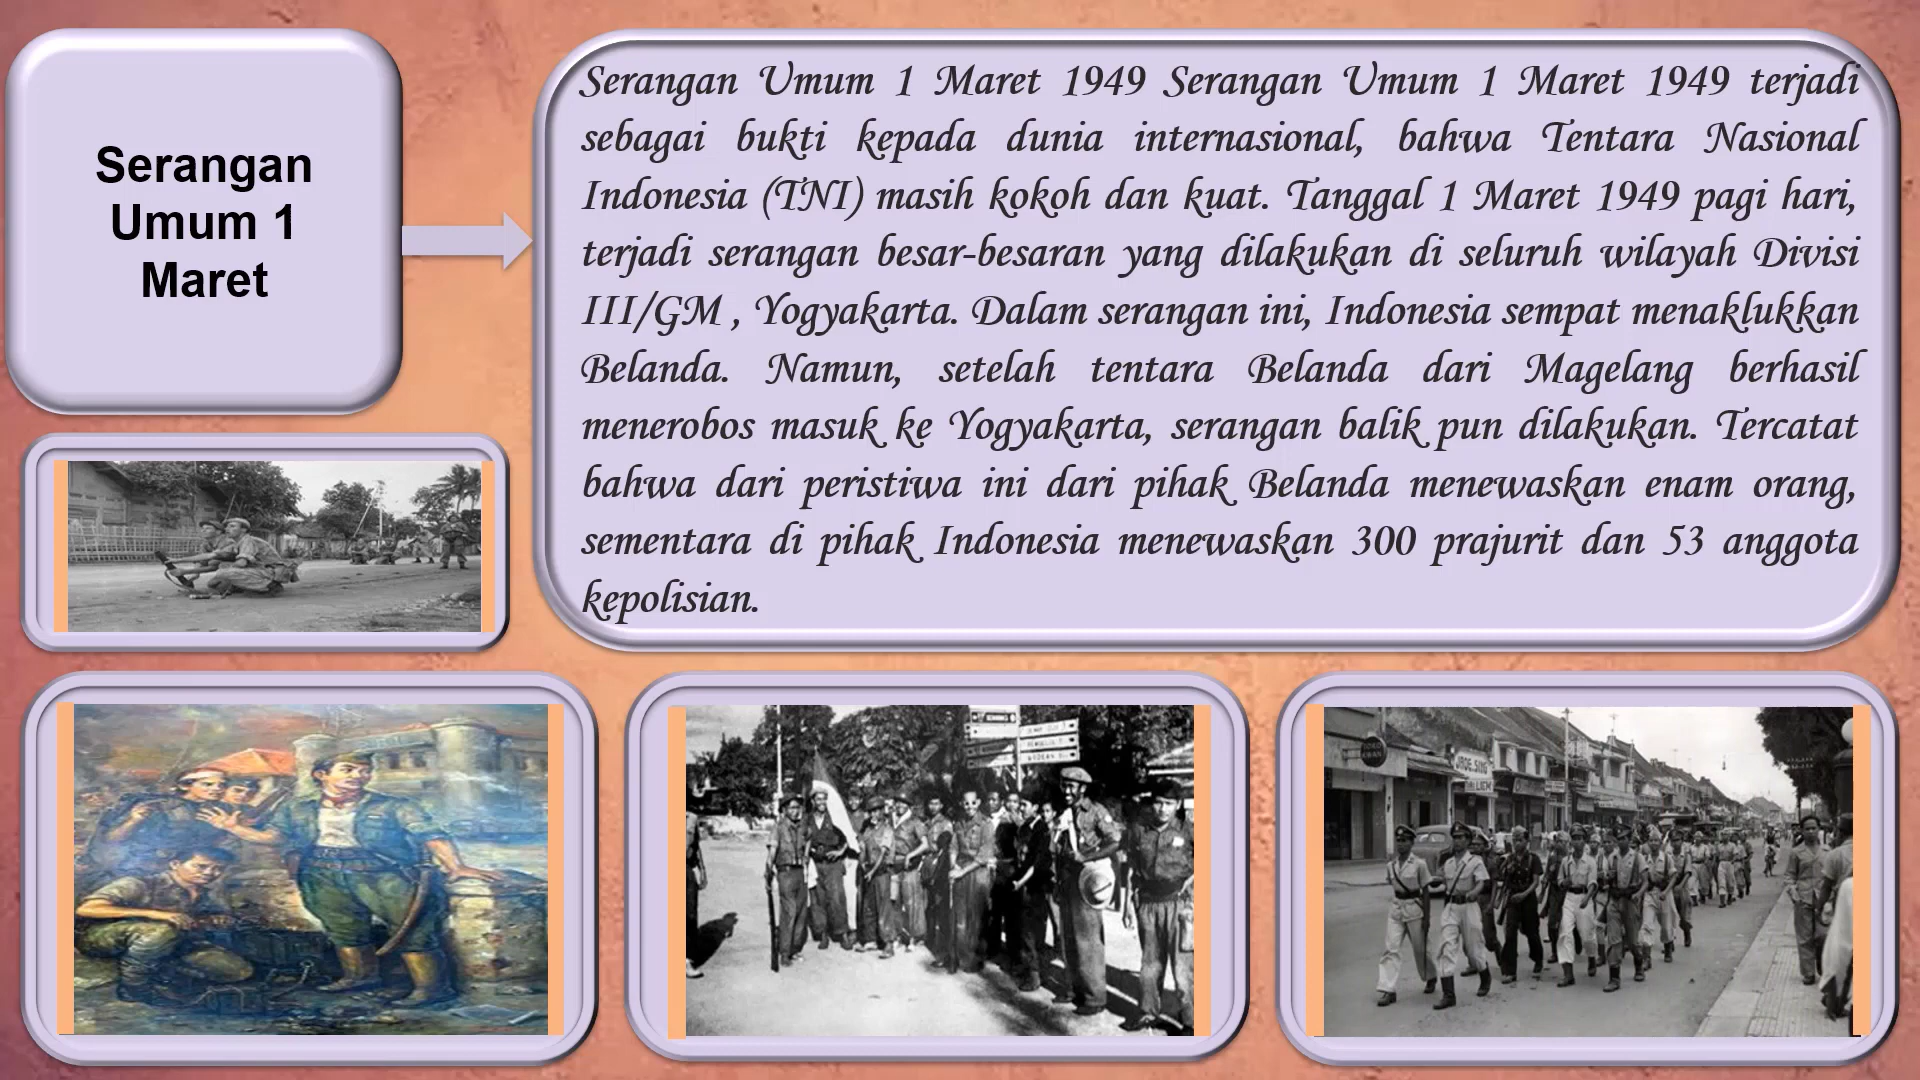 Serangan
Umum 1
Maret
Serangan Umum 1 Maret 1949 Serangan Umum 1 Maret 1949 terjadi
sebagai bukti kepada dunia internasional, bahwa Tentara Nasional
Indonesia (TNI) masih kokoh dan kuat. Tanggal 1 Maret 1949 pagi hari,
terjadi serangan besar-besaran yang dilakukan di seluruh wilayah Divisi
III/GM , Yogyakarta. Dalam serangan ini, Indonesia sempat menaklukkan
Belanda. Namun, setelah tentara Belanda dari Magelang berhasil
menerobos masuk ke Yogyakarta, serangan balik pun dilakukan. Tercatat
bahwa dari peristiwa ini dari pihak Belanda menewaskan enam orang,
sementara di pihak Indonesia menewaskan 300 prajurit dan 53 anggota
kepolisian.